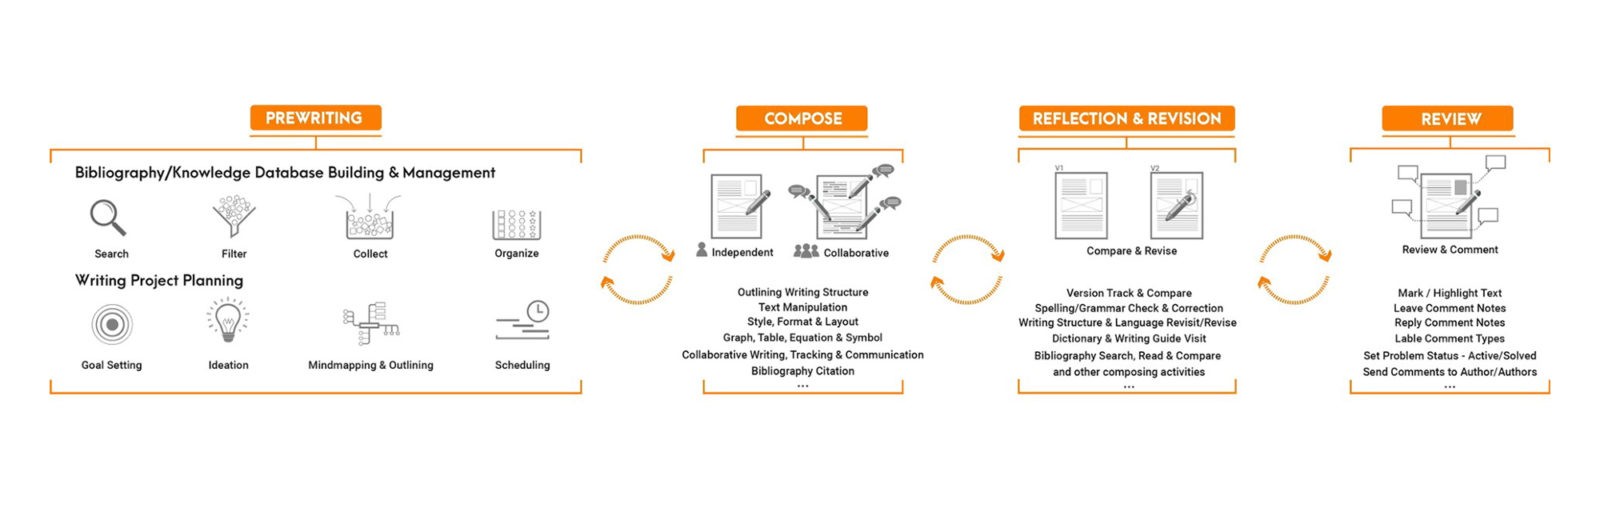 PREWRITING
Bibliography/Knowledge Database Building & Management
Search
Filter
Collect
Organize
Writing Project Planning
Goal Setting
Ideation
Mindmapping & Outlining
Scheduling
COMPOSE
Independent
Collaborative
Outlining Writing Structure
Text Manipulation
Style, Format & Layout
Graph, Table, Equation & Symbol
Collaborative Writing, Tracking & Communication
Bibliography Citation
...
REFLECTION & REVISION
V1
V2
Compare & Revise
Version Track & Compare
Spelling/Grammar Check & Correction
Writing Structure & Language Revisit/Revise
Dictionary & Writing Guide Visit
Bibliography Search, Read & Compare
and other composing activities
...
REVIEW
Review & Comment
Mark / Highlight Text
Leave Comment Notes
Reply Comment Notes
Lable Comment Types
Set Problem Status - Active/Solved
Send Comments to Author/Authors
...